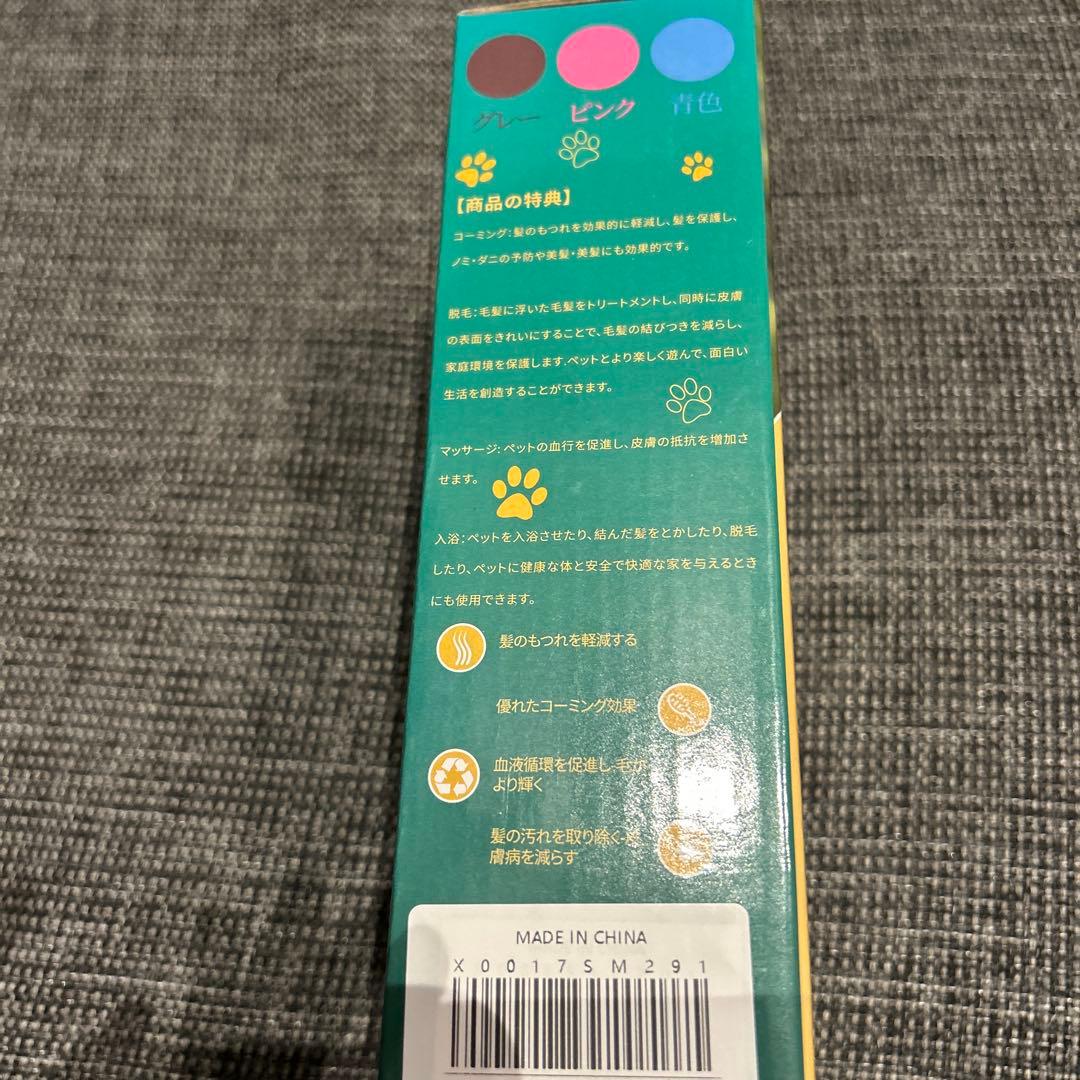 グレー ピンク 青色
【商品の特典】
コーミング:髪のもつれを効果的に軽減し、髪を保護し、
ノミ・ダニの予防や美髪・美髪にも効果的です。
脱毛:毛髪に浮いた毛髪をトリートメントし、同時に皮膚
の表面をきれいにすることで、毛髪の結びつきを減らし、
家庭環境を保護します.ペットとより楽しく遊んで、面白い
生活を創造することができます。
マッサージ:ペットの血行を促進し、皮膚の抵抗を増加さ
せます。
入浴:ペットを入浴させたり、結んだ髪をとかしたり、脱毛
したり、ペットに健康な体と安全で快適な家を与えるとき
にも使用できます。
髪のもつれを軽減する
優れたコーミング効果
血液循環を促進し、毛が
より輝く
髪の汚れを取り除く、皮
膚病を減らす
MADE IN CHINA
X0017SM291